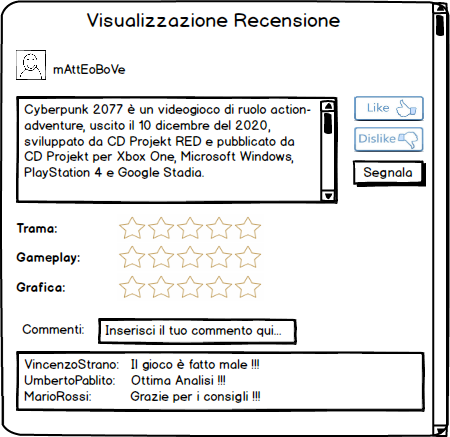 Visualizzazione Recensione
mAttEoBoVe
Cyberpunk 2077 è un videogioco di ruolo action-
adventure, uscito il 10 dicembre del 2020,
sviluppato da CD Projekt RED e pubblicato da
CD Projekt per Xbox One, Microsoft Windows,
PlayStation 4 e Google Stadia.
Like
Dislike
Segnala
Trama:
Gameplay:
Grafica:
Commenti: Inserisci il tuo commento qui...
VincenzoStrano: Il gioco è fatto male !!!
UmbertoPablito: Ottima Analisi !!!
MarioRossi: Grazie per i consigli !!!